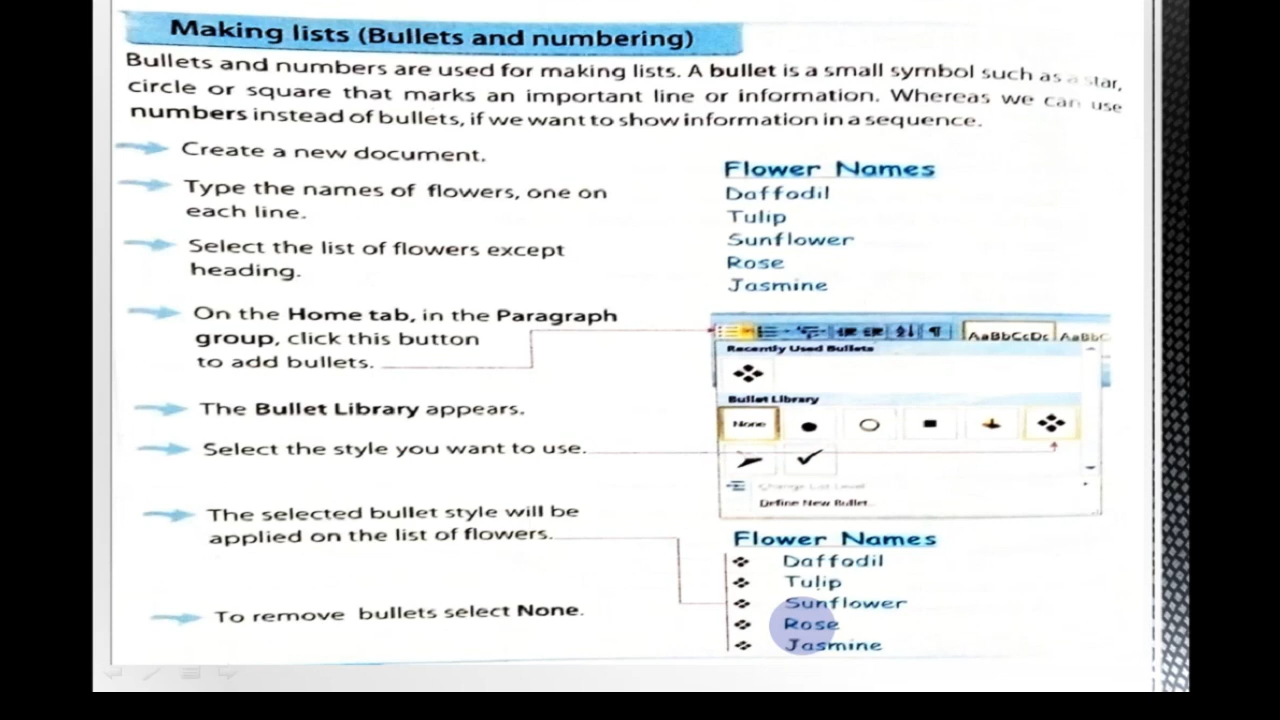 Making lists (Bullets and numbering)
Bullets and numbers are used for making lists. A bullet is a small symbol such as a star,
circle or square that marks an important line or information. Whereas we can use
numbers instead of bullets, if we want to show information in a sequence.
Create a new document.
Type the names of flowers, one on
each line.
Select the list of flowers except
heading.
On the Home tab, in the Paragraph
group, click this button
to add bullets.
The Bullet Library appears.
Select the style you want to use.
The selected bullet style will be
applied on the list of flowers.
To remove bullets select None.
Flower Names
Daffodil
Tulip
Sunflower
Rose
Jasmine
AaBbCcDc AaBbC
Recently Used Bullets
Bullet Library
None
Change List Level
Define New Bullet...
Flower Names
Daffodil
Tulip
Sunflower
Rose
Jasmine